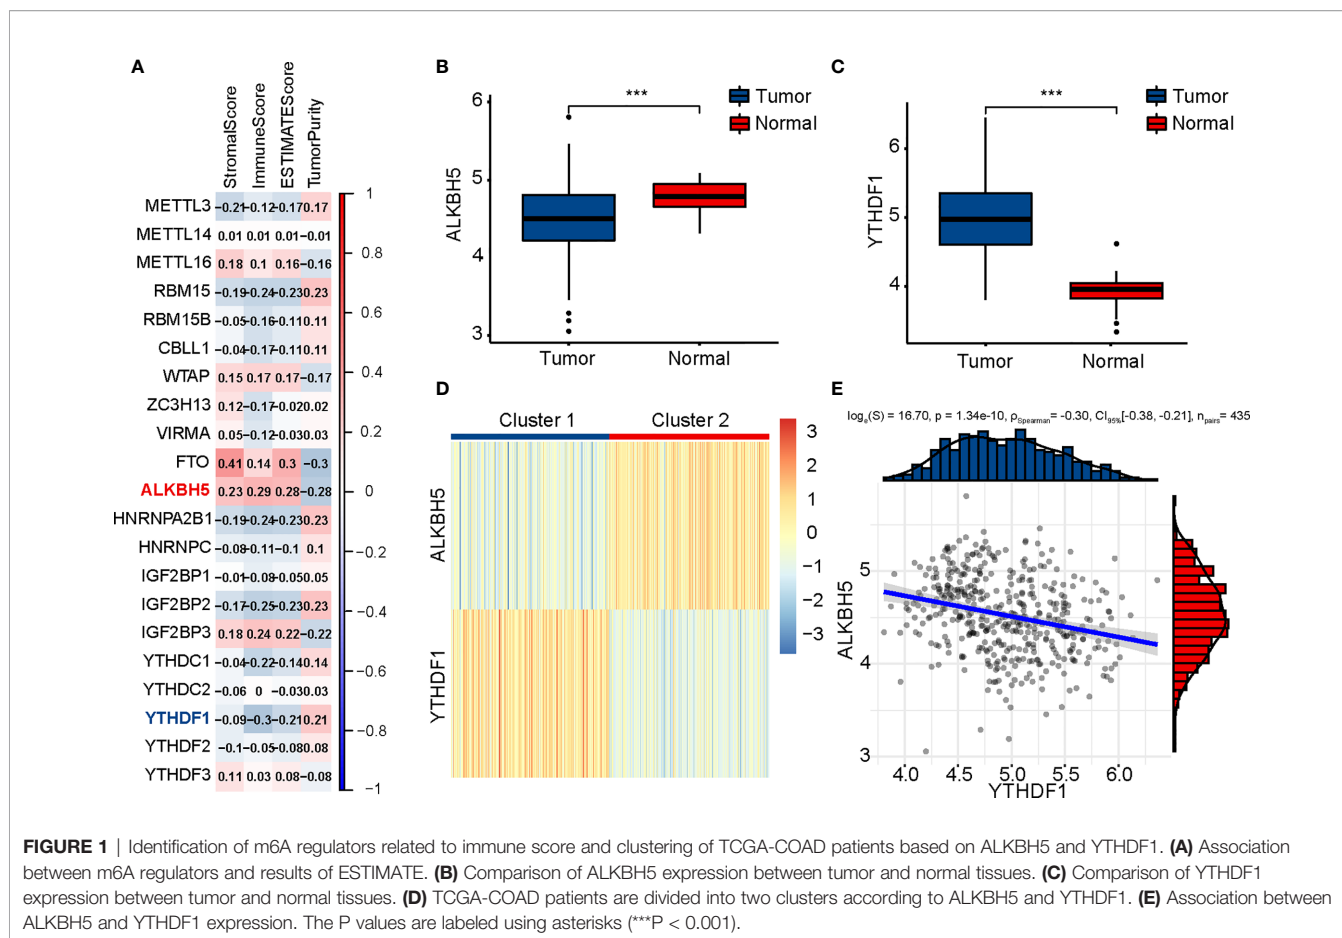 A
StromalScore
ImmuneScore
ESTIMATEScore
TumorPurity
METTL3 −0.21 −0.12 −0.17 0.17
METTL14 0.01 0.01 0.01 −0.01
METTL16 0.18 0.1 0.16 −0.16
RBM15 −0.19 −0.24 −0.23 0.23
RBM15B −0.05 −0.16 −0.11 0.11
CBLL1 −0.04 −0.17 −0.11 0.11
WTAP 0.15 0.17 0.17 −0.17
ZC3H13 0.12 −0.17 −0.02 0.02
VIRMA 0.05 −0.12 −0.03 0.03
FTO 0.41 0.14 0.3 −0.3
ALKBH5 0.23 0.29 0.28 −0.28
HNRNPA2B1 −0.19 −0.24 −0.23 0.23
HNRNPC −0.08 −0.11 −0.1 0.1
IGF2BP1 −0.01 −0.08 −0.05 0.05
IGF2BP2 −0.17 −0.25 −0.23 0.23
IGF2BP3 0.18 0.24 0.22 −0.22
YTHDC1 −0.04 −0.22 −0.14 0.14
YTHDC2 −0.06 0 −0.03 0.03
YTHDF1 −0.09 −0.3 −0.21 0.21
YTHDF2 −0.1 −0.05 −0.08 0.08
YTHDF3 0.11 0.03 0.08 −0.08
1
0.8
0.6
0.4
0.2
0
−0.2
−0.4
−0.6
−0.8
−1
B
Tumor
Normal
***
ALKBH5
6
5
4
3
Tumor Normal
C
Tumor
Normal
***
YTHDF1
6
5
4
Tumor Normal
D
Cluster 1 Cluster 2
ALKBH5
YTHDF1
3
2
1
0
−1
−2
−3
E
loge(S) = 16.70, p = 1.34e-10, ρSpearman = -0.30, CI95%[-0.38, -0.21], npairs = 435
ALKBH5
5
4
3
4.0 4.5 5.0 5.5 6.0
YTHDF1
FIGURE 1 | Identification of m6A regulators related to immune score and clustering of TCGA-COAD patients based on ALKBH5 and YTHDF1. (A) Association
between m6A regulators and results of ESTIMATE. (B) Comparison of ALKBH5 expression between tumor and normal tissues. (C) Comparison of YTHDF1
expression between tumor and normal tissues. (D) TCGA-COAD patients are divided into two clusters according to ALKBH5 and YTHDF1. (E) Association between
ALKBH5 and YTHDF1 expression. The P values are labeled using asterisks (***P < 0.001).